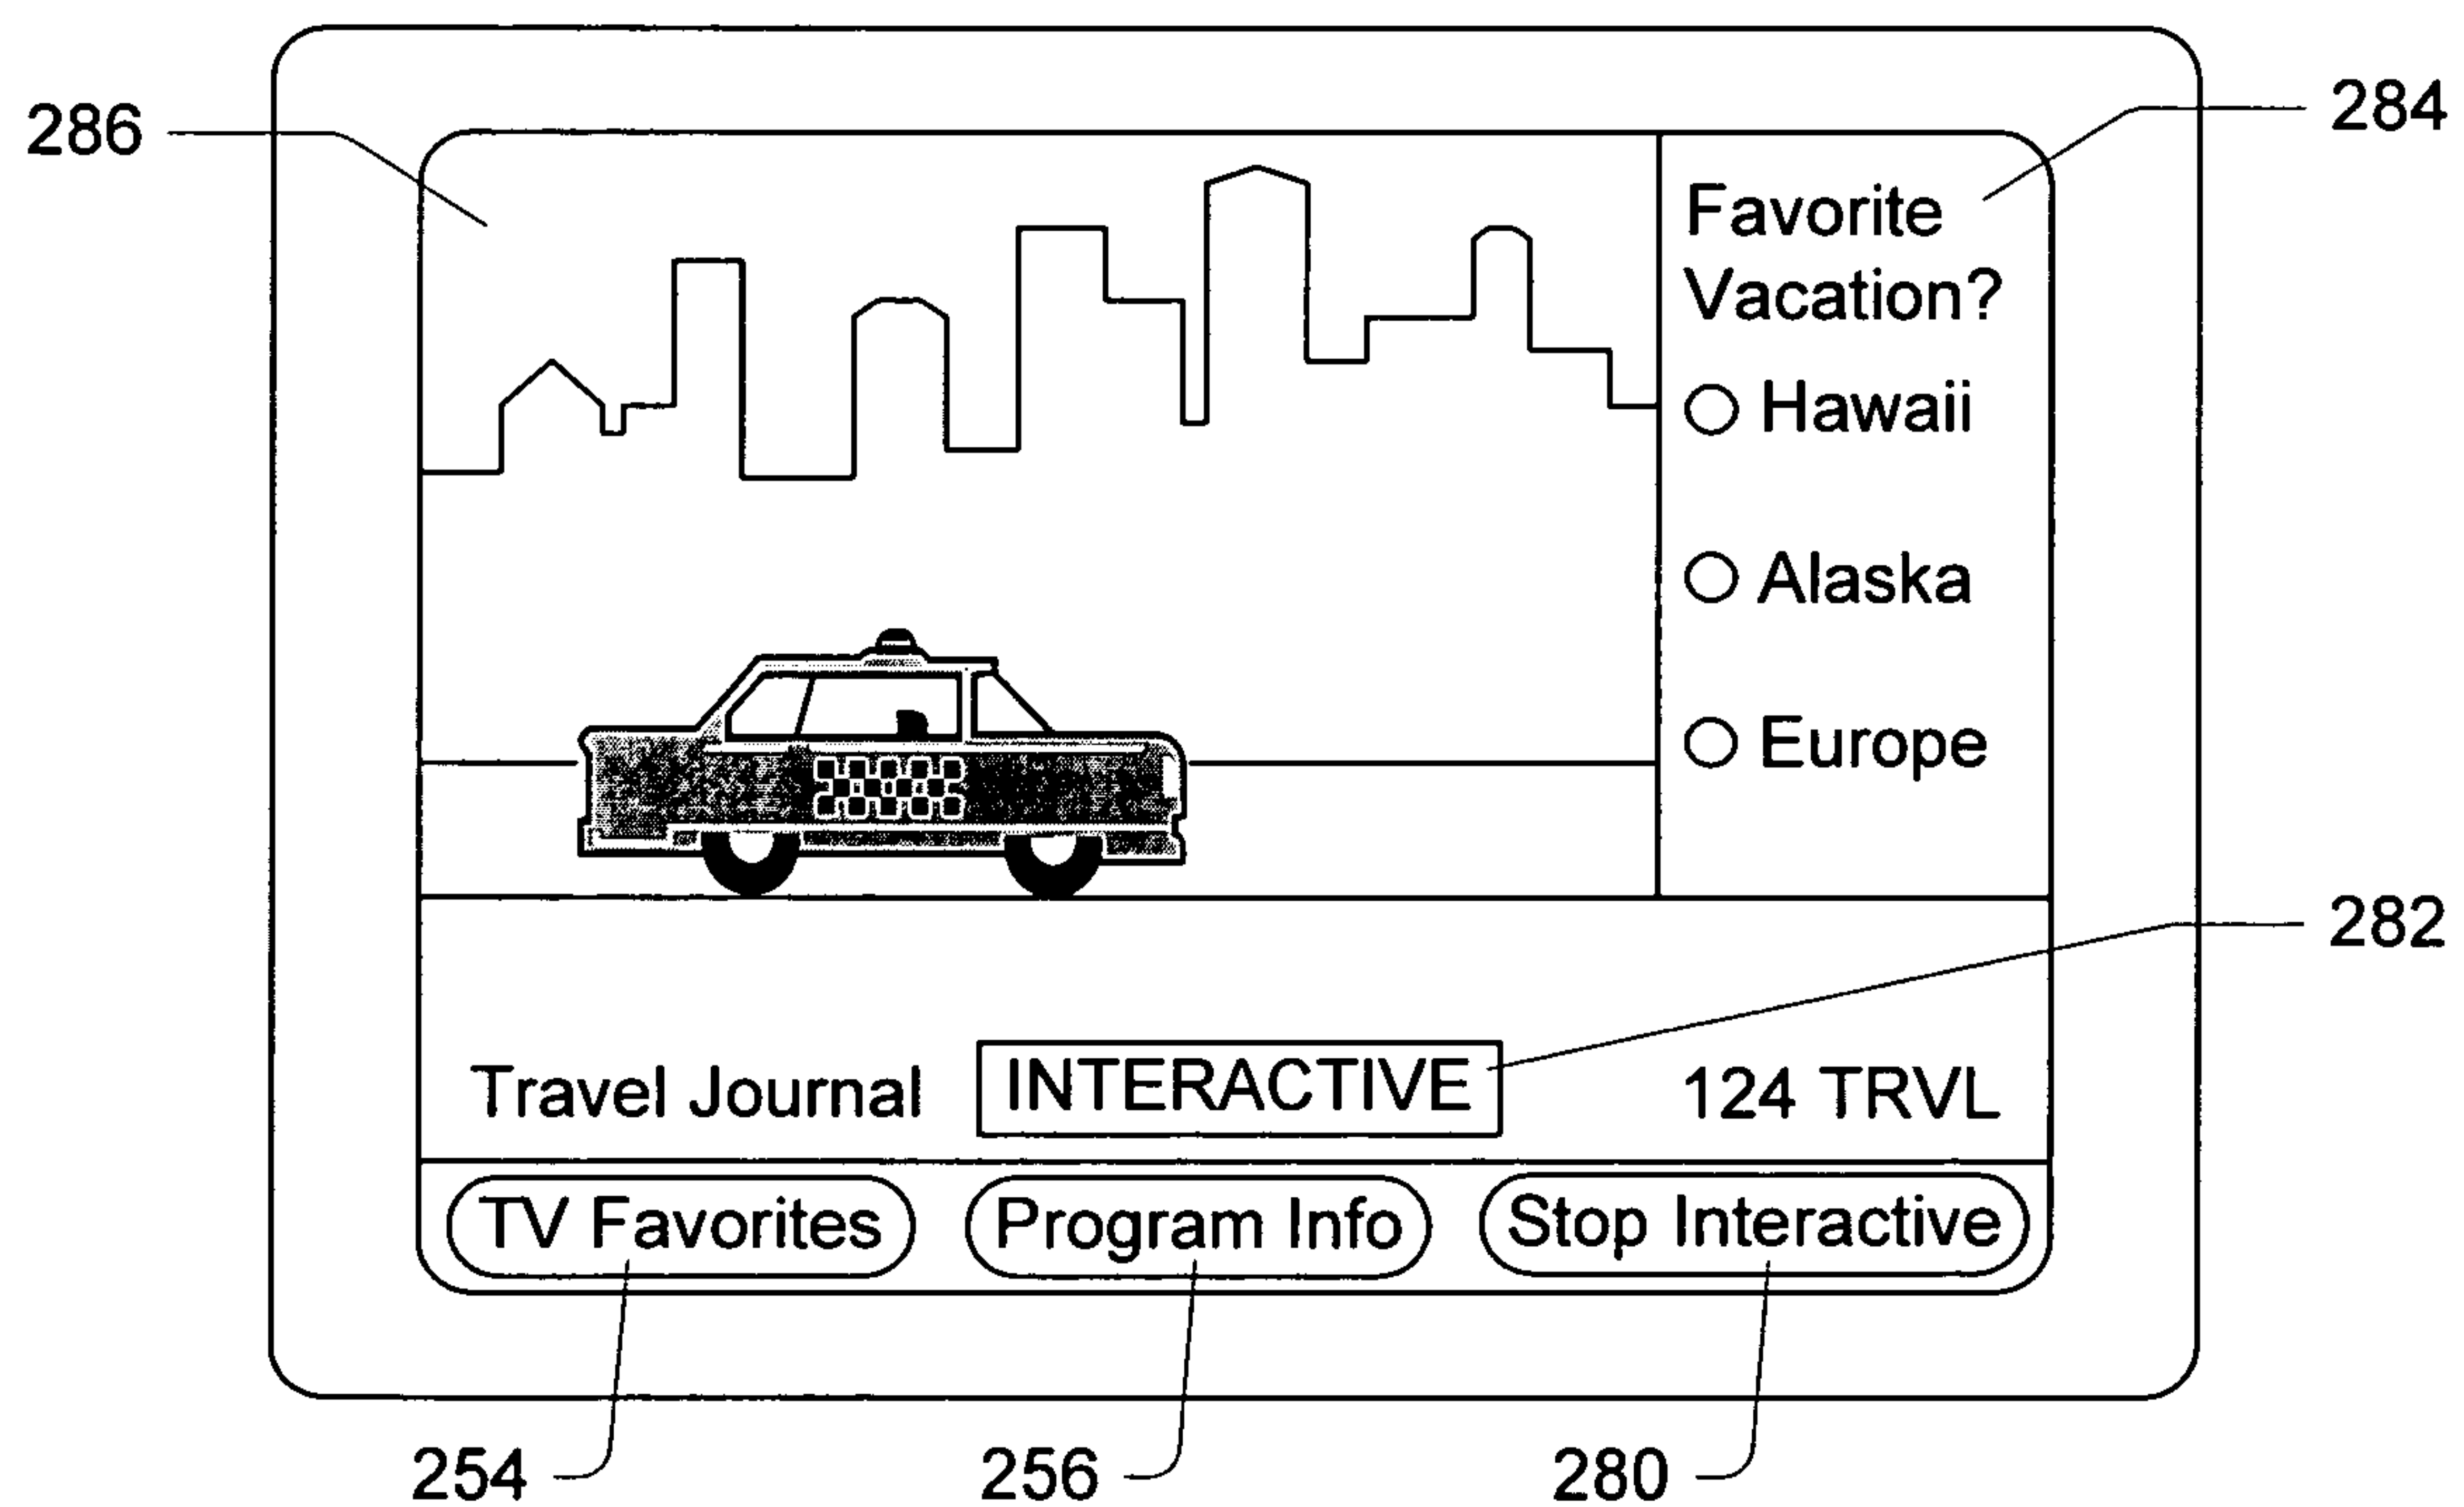 286
284
Favorite
Vacation?
Hawaii
Alaska
Europe
282
Travel Journal INTERACTIVE 124 TRVL
TV Favorites Program Info Stop Interactive
254 256 280